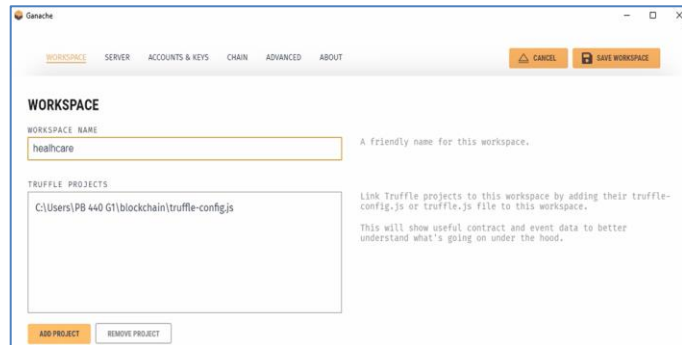 Ganache
WORKSPACE SERVER ACCOUNTS & KEYS CHAIN ADVANCED ABOUT CANCEL SAVE WORKSPACE
WORKSPACE
WORKSPACE NAME
healhcare
A friendly name for this workspace.
TRUFFLE PROJECTS
C:\Users\PB 440 G1\blockchain\truffle-config.js
Link Truffle projects to this workspace by adding their truffle-
config.js or truffle.js file to this workspace.
This will show useful contract and event data to better
understand what's going on under the hood.
ADD PROJECT REMOVE PROJECT